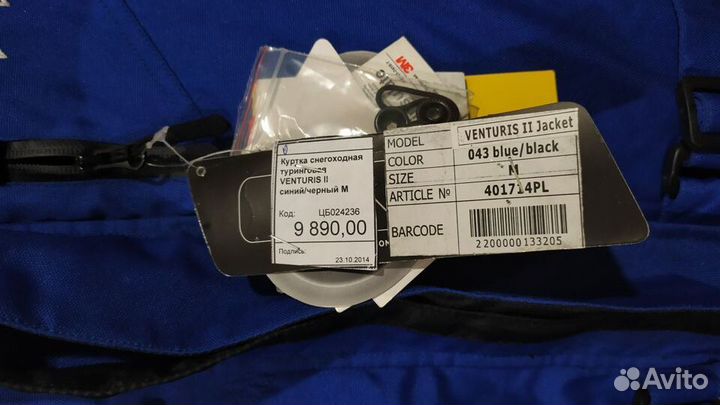 3M
Куртка снегоходная
туринговая
VENTURIS II
синий/черный M
Код: ЦБ024236
9 890,00
Подпись:
23.10.2014
MODEL VENTURIS II Jacket
COLOR 043 blue/black
SIZE M
ARTICLE № 401714PL
BARCODE
2200000133205
Avito